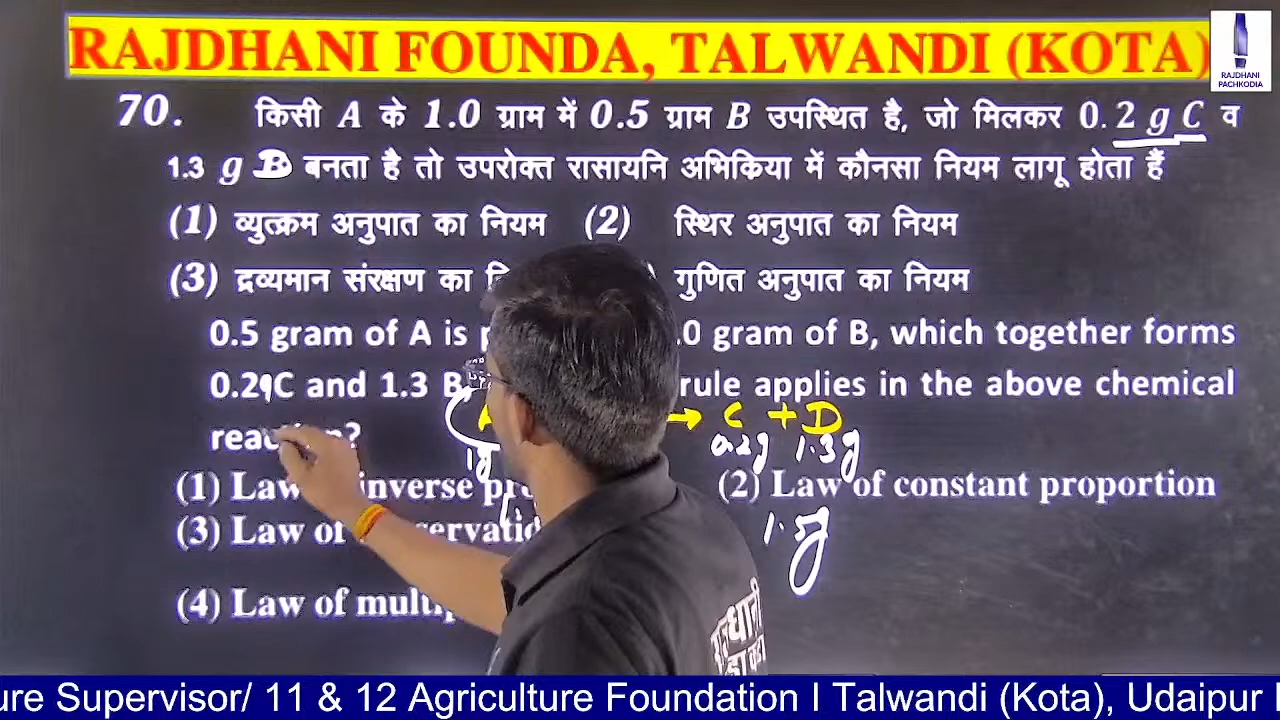 RAJDHANI FOUNDA, TALWANDI (KOTA)
RAJDHANI
PACHKODIA
70. किसी A के 1.0 ग्राम में 0.5 ग्राम B उपस्थित है, जो मिलकर 0.2 g C व
1.3 g D बनता है तो उपरोक्त रासायनि अभिकिया में कौनसा नियम लागू होता हैं
(1) व्युत्क्रम अनुपात का नियम (2) स्थिर अनुपात का नियम
(3) द्रव्यमान संरक्षण का गुणित अनुपात का नियम
0.5 gram of A is .0 gram of B, which together forms
0.2gC and 1.3 B, rule applies in the above chemical
C + D
0.2g 1.3g
1g
(1) Law inverse (2) Law of constant proportion
1.5g
(3) Law of
(4) Law of
ure Supervisor/ 11 & 12 Agriculture Foundation I Talwandi (Kota), Udaipur